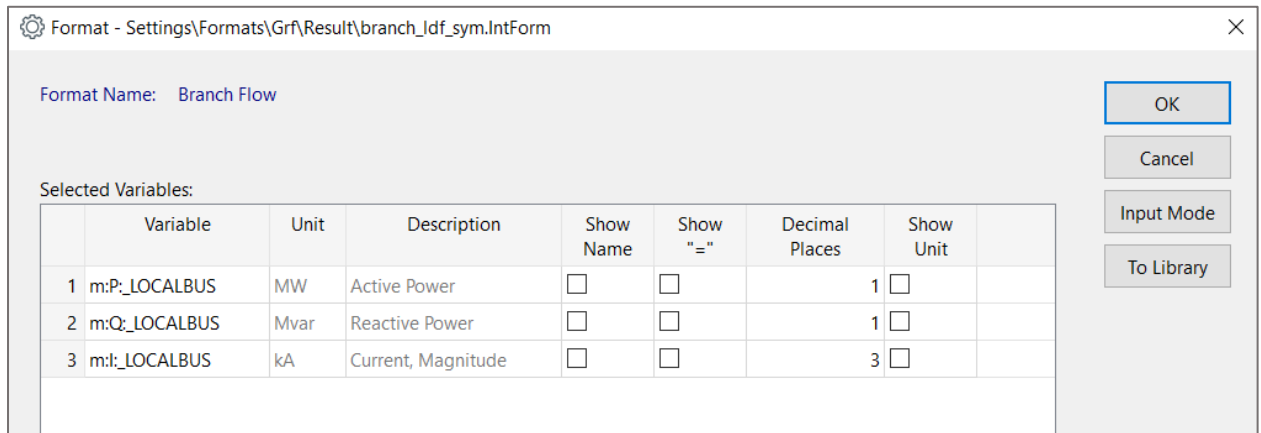 Format - Settings\Formats\Grf\Result\branch_ldf_sym.IntForm
Format Name: Branch Flow
OK
Cancel
Input Mode
To Library
Selected Variables:
Variable Unit Description Show Name Show "=" Decimal Places Show Unit
1 m:P:_LOCALBUS MW Active Power 1
2 m:Q:_LOCALBUS Mvar Reactive Power 1
3 m:I:_LOCALBUS kA Current, Magnitude 3